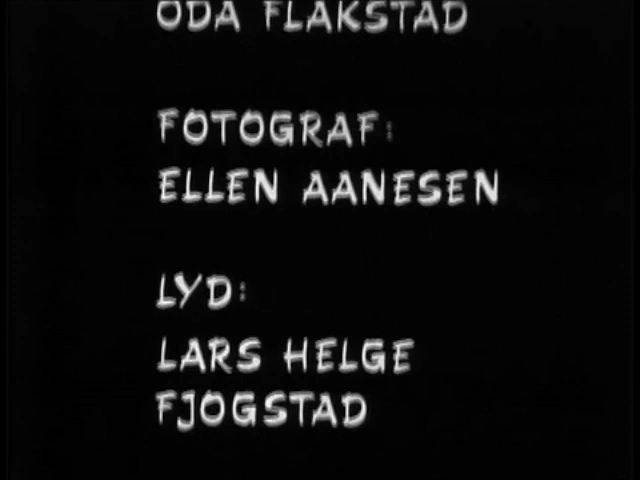 ODA FLAKSTAD
FOTOGRAF:
ELLEN AANESEN
LYD:
LARS HELGE
FJOGSTAD